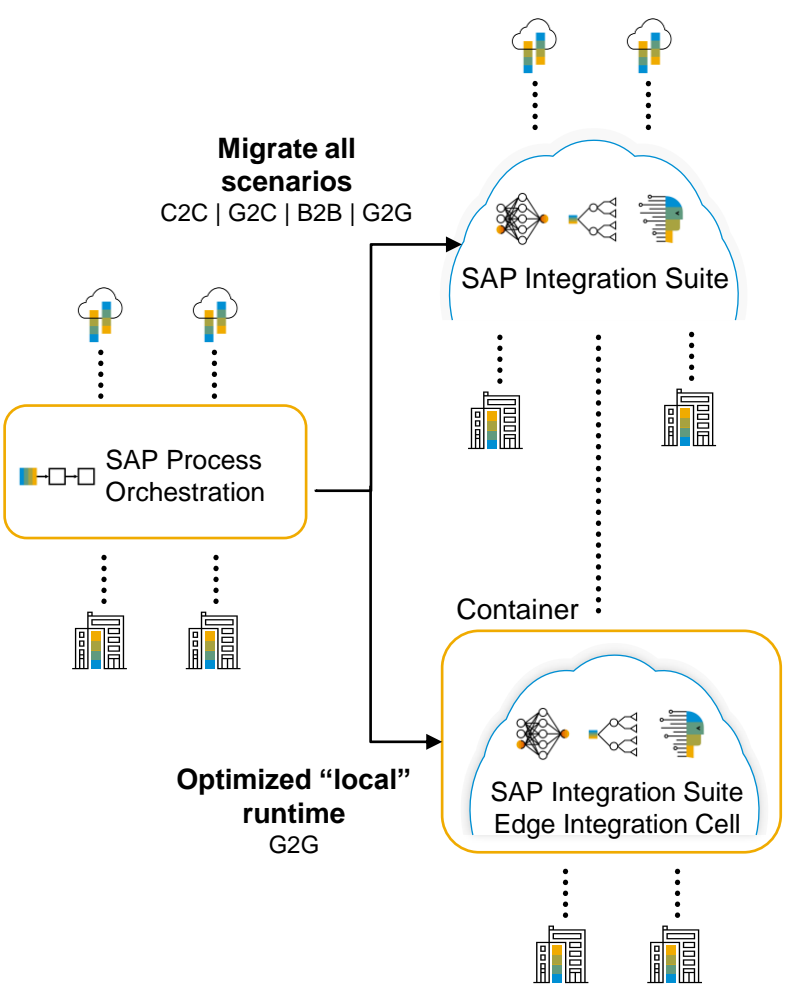 Migrate all
scenarios
C2C | G2C | B2B | G2G
SAP Integration Suite
SAP Process
Orchestration
Container
Optimized “local”
runtime
G2G
SAP Integration Suite
Edge Integration Cell